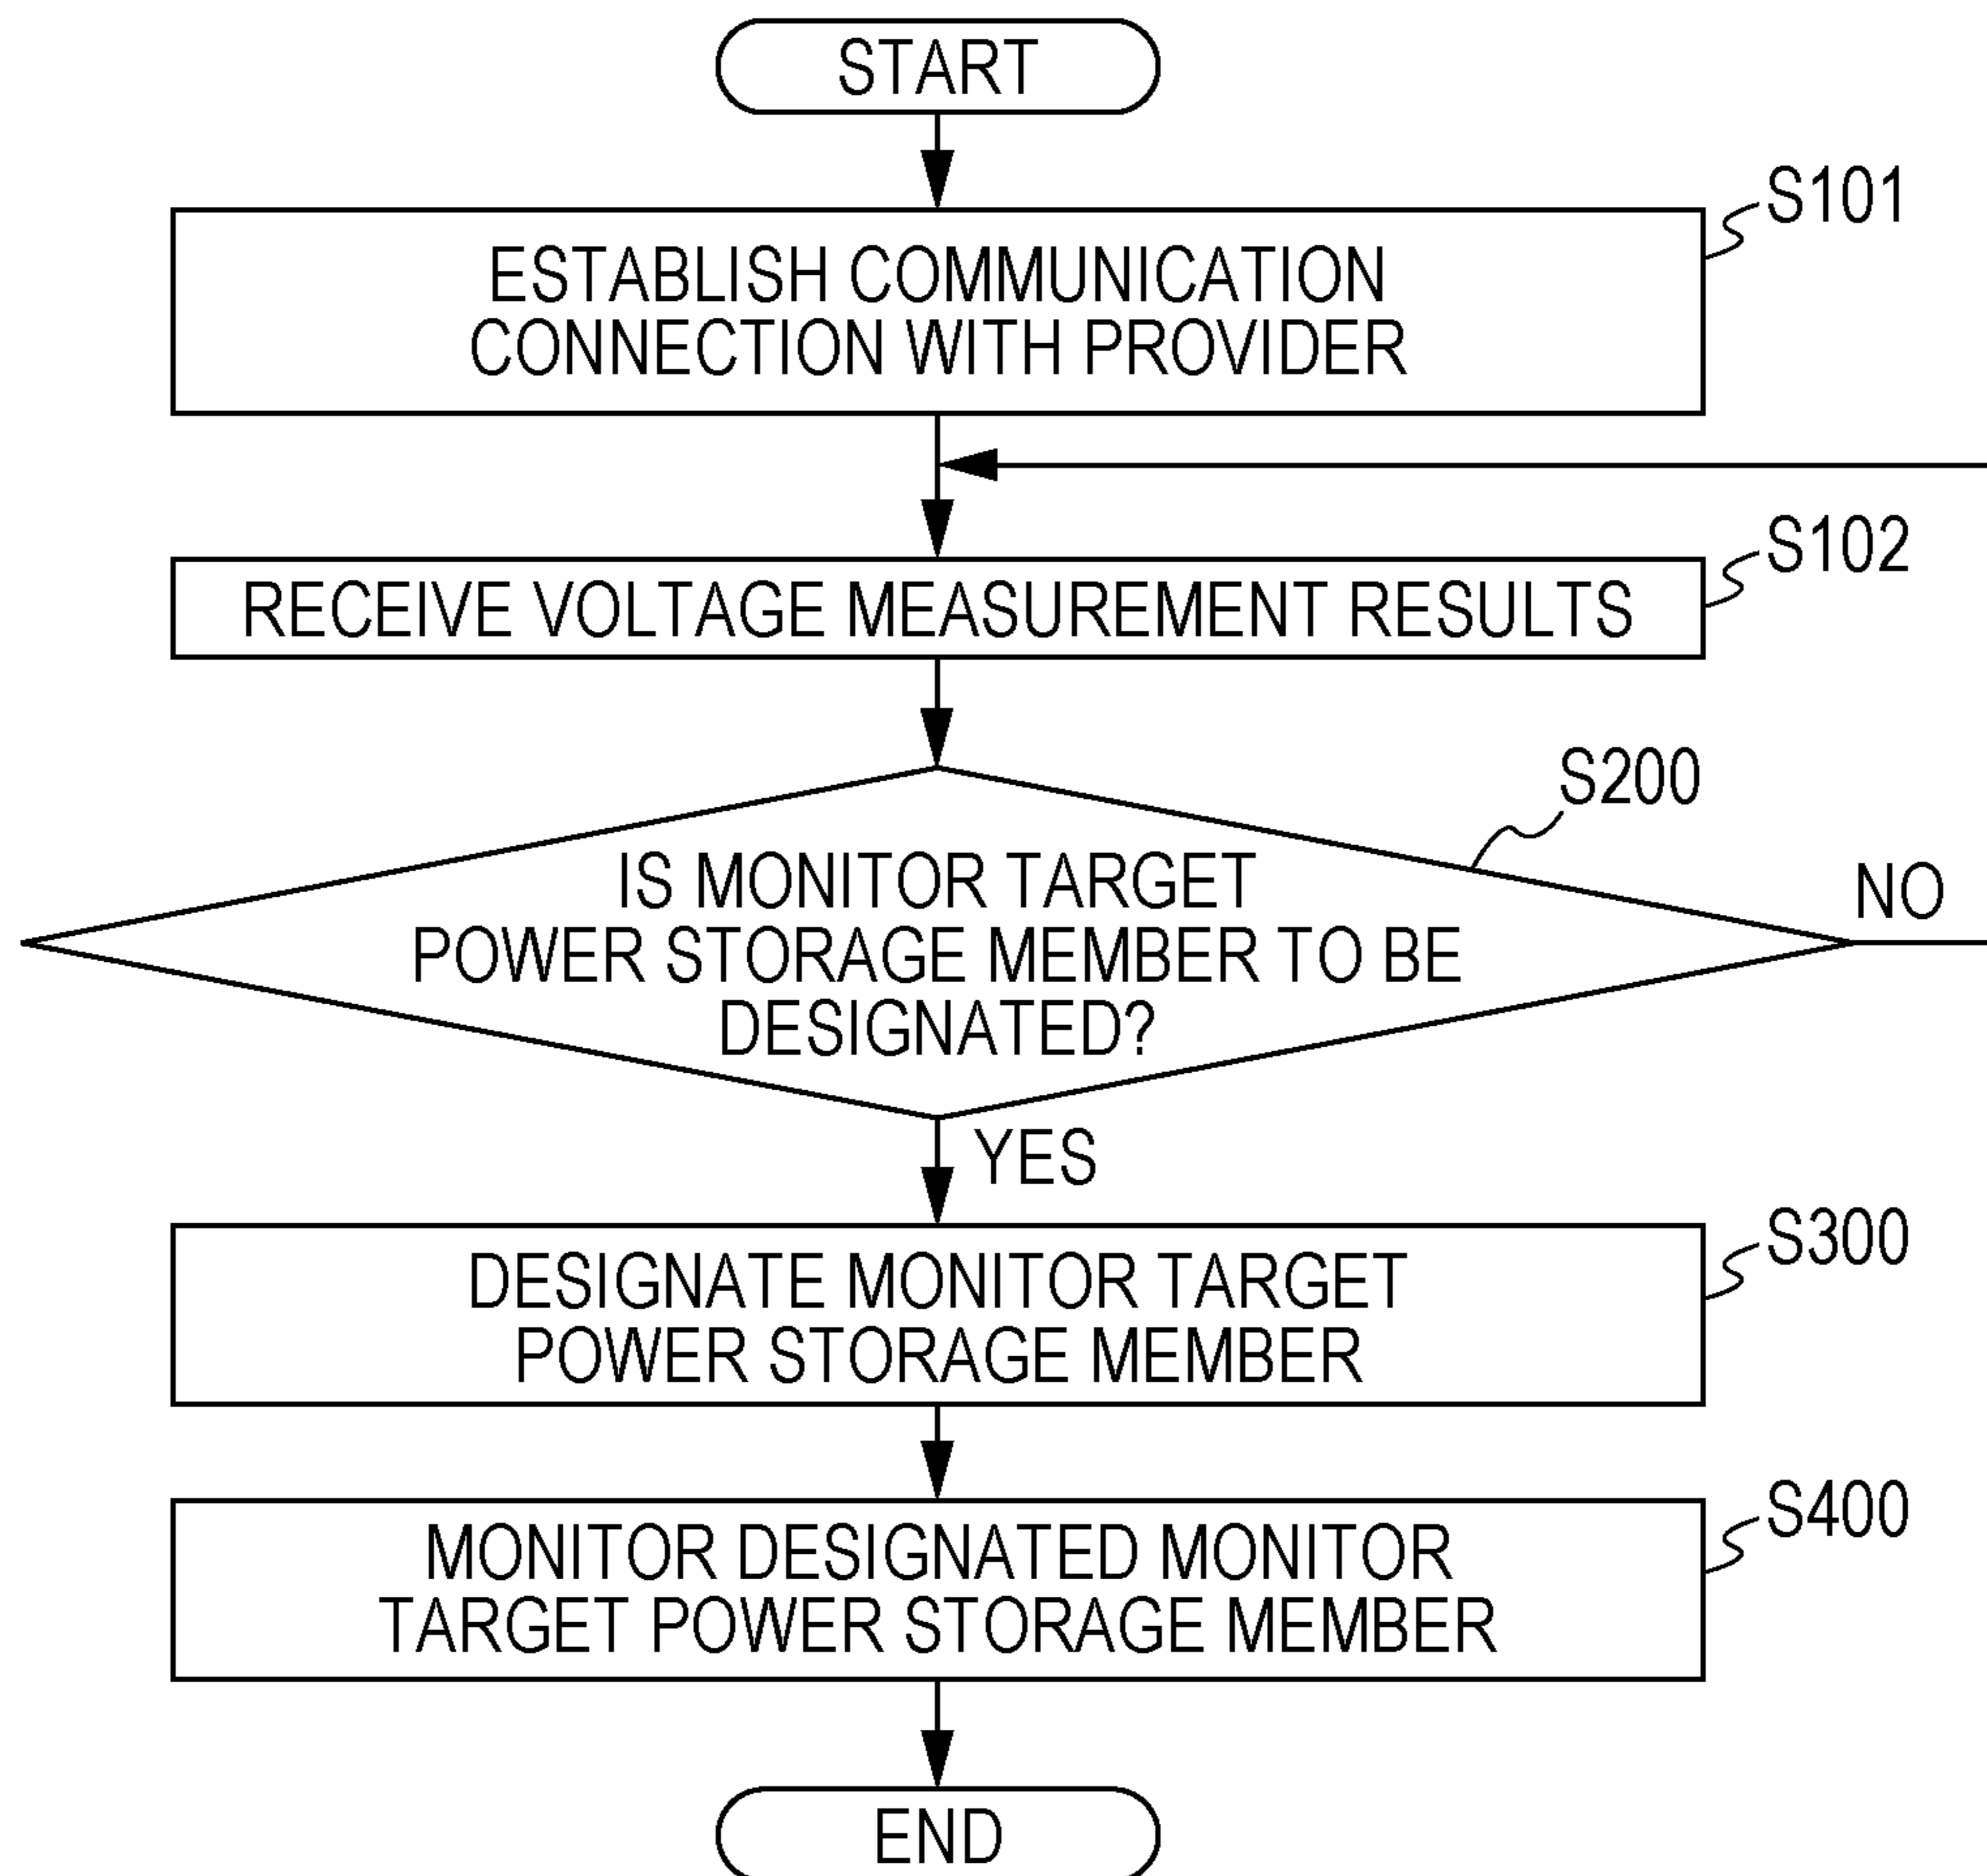 START
S101
ESTABLISH COMMUNICATION
CONNECTION WITH PROVIDER
S102
RECEIVE VOLTAGE MEASUREMENT RESULTS
S200
IS MONITOR TARGET
POWER STORAGE MEMBER TO BE
DESIGNATED?
NO
YES
S300
DESIGNATE MONITOR TARGET
POWER STORAGE MEMBER
S400
MONITOR DESIGNATED MONITOR
TARGET POWER STORAGE MEMBER
END